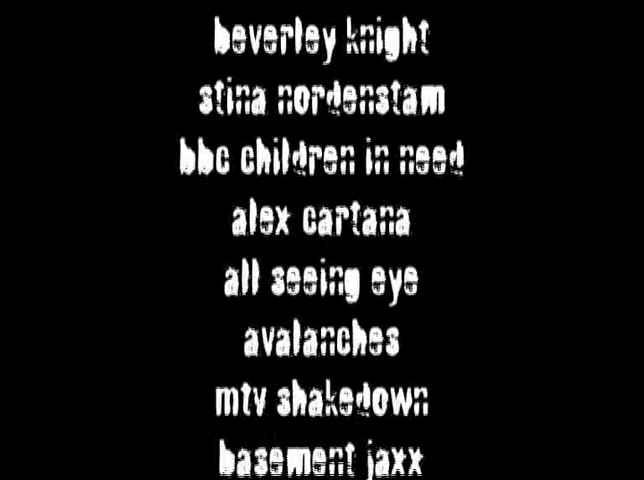 beverley knight
stina nordenstam
bbc children in need
alex cartana
all seeing eye
avalanches
mtv shakedown
basement jaxx